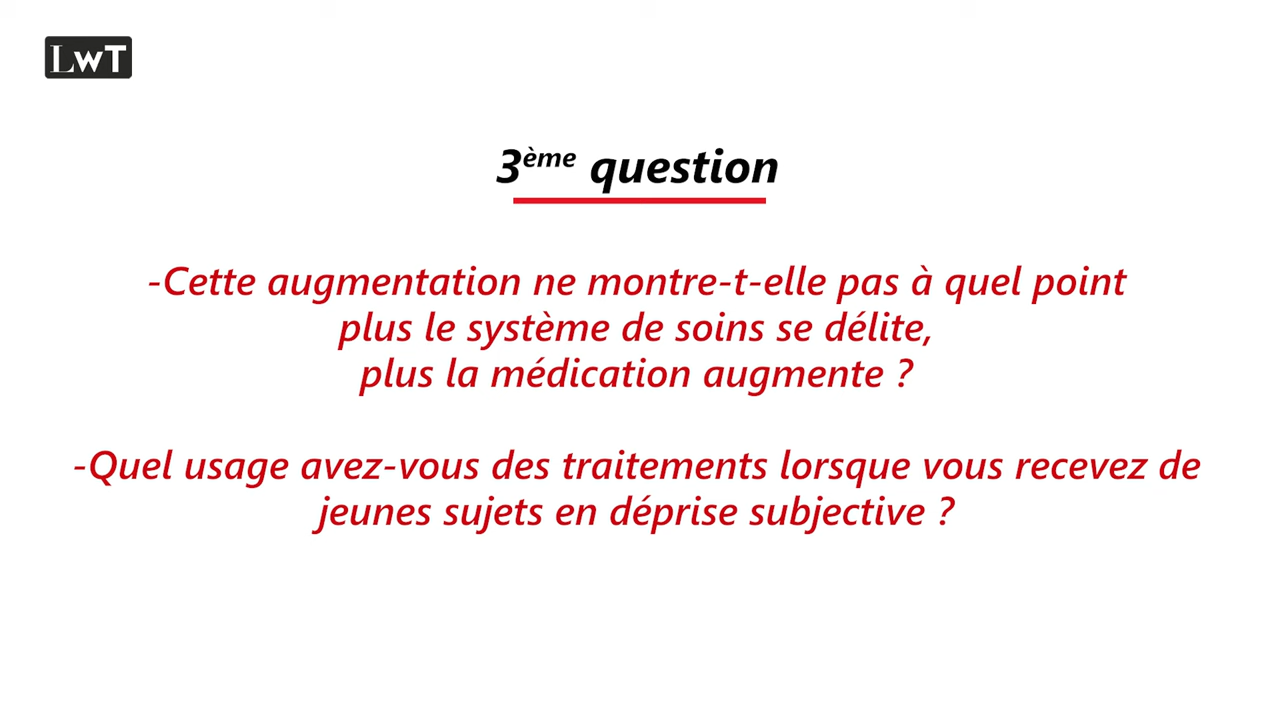 LwT
3ème question
-Cette augmentation ne montre-t-elle pas à quel point
plus le système de soins se délite,
plus la médication augmente ?
-Quel usage avez-vous des traitements lorsque vous recevez de
jeunes sujets en déprise subjective ?